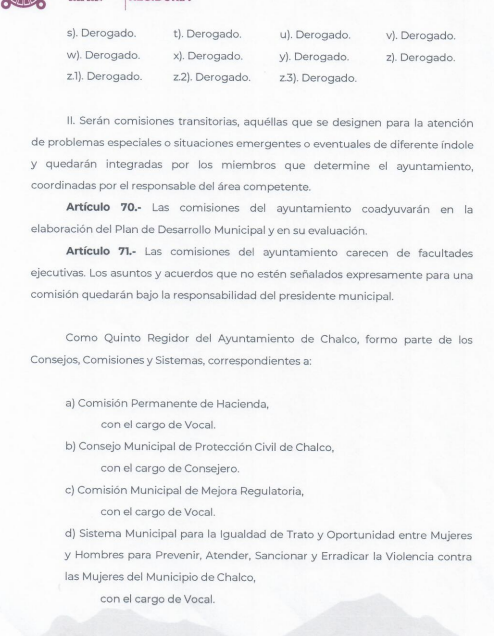 s). Derogado. t). Derogado. u). Derogado. v). Derogado.
w). Derogado. x). Derogado. y). Derogado. z). Derogado.
z.1). Derogado. z.2). Derogado. z.3). Derogado.
II. Serán comisiones transitorias, aquéllas que se designen para la atención
de problemas especiales o situaciones emergentes o eventuales de diferente índole
y quedarán integradas por los miembros que determine el ayuntamiento,
coordinadas por el responsable del área competente.
Artículo 70.- Las comisiones del ayuntamiento coadyuvarán en la
elaboración del Plan de Desarrollo Municipal y en su evaluación.
Artículo 71.- Las comisiones del ayuntamiento carecen de facultades
ejecutivas. Los asuntos y acuerdos que no estén señalados expresamente para una
comisión quedarán bajo la responsabilidad del presidente municipal.
Como Quinto Regidor del Ayuntamiento de Chalco, formo parte de los
Consejos, Comisiones y Sistemas, correspondientes a:
a) Comisión Permanente de Hacienda,
con el cargo de Vocal.
b) Consejo Municipal de Protección Civil de Chalco,
con el cargo de Consejero.
c) Comisión Municipal de Mejora Regulatoria,
con el cargo de Vocal.
d) Sistema Municipal para la Igualdad de Trato y Oportunidad entre Mujeres
y Hombres para Prevenir, Atender, Sancionar y Erradicar la Violencia contra
las Mujeres del Municipio de Chalco,
con el cargo de Vocal.